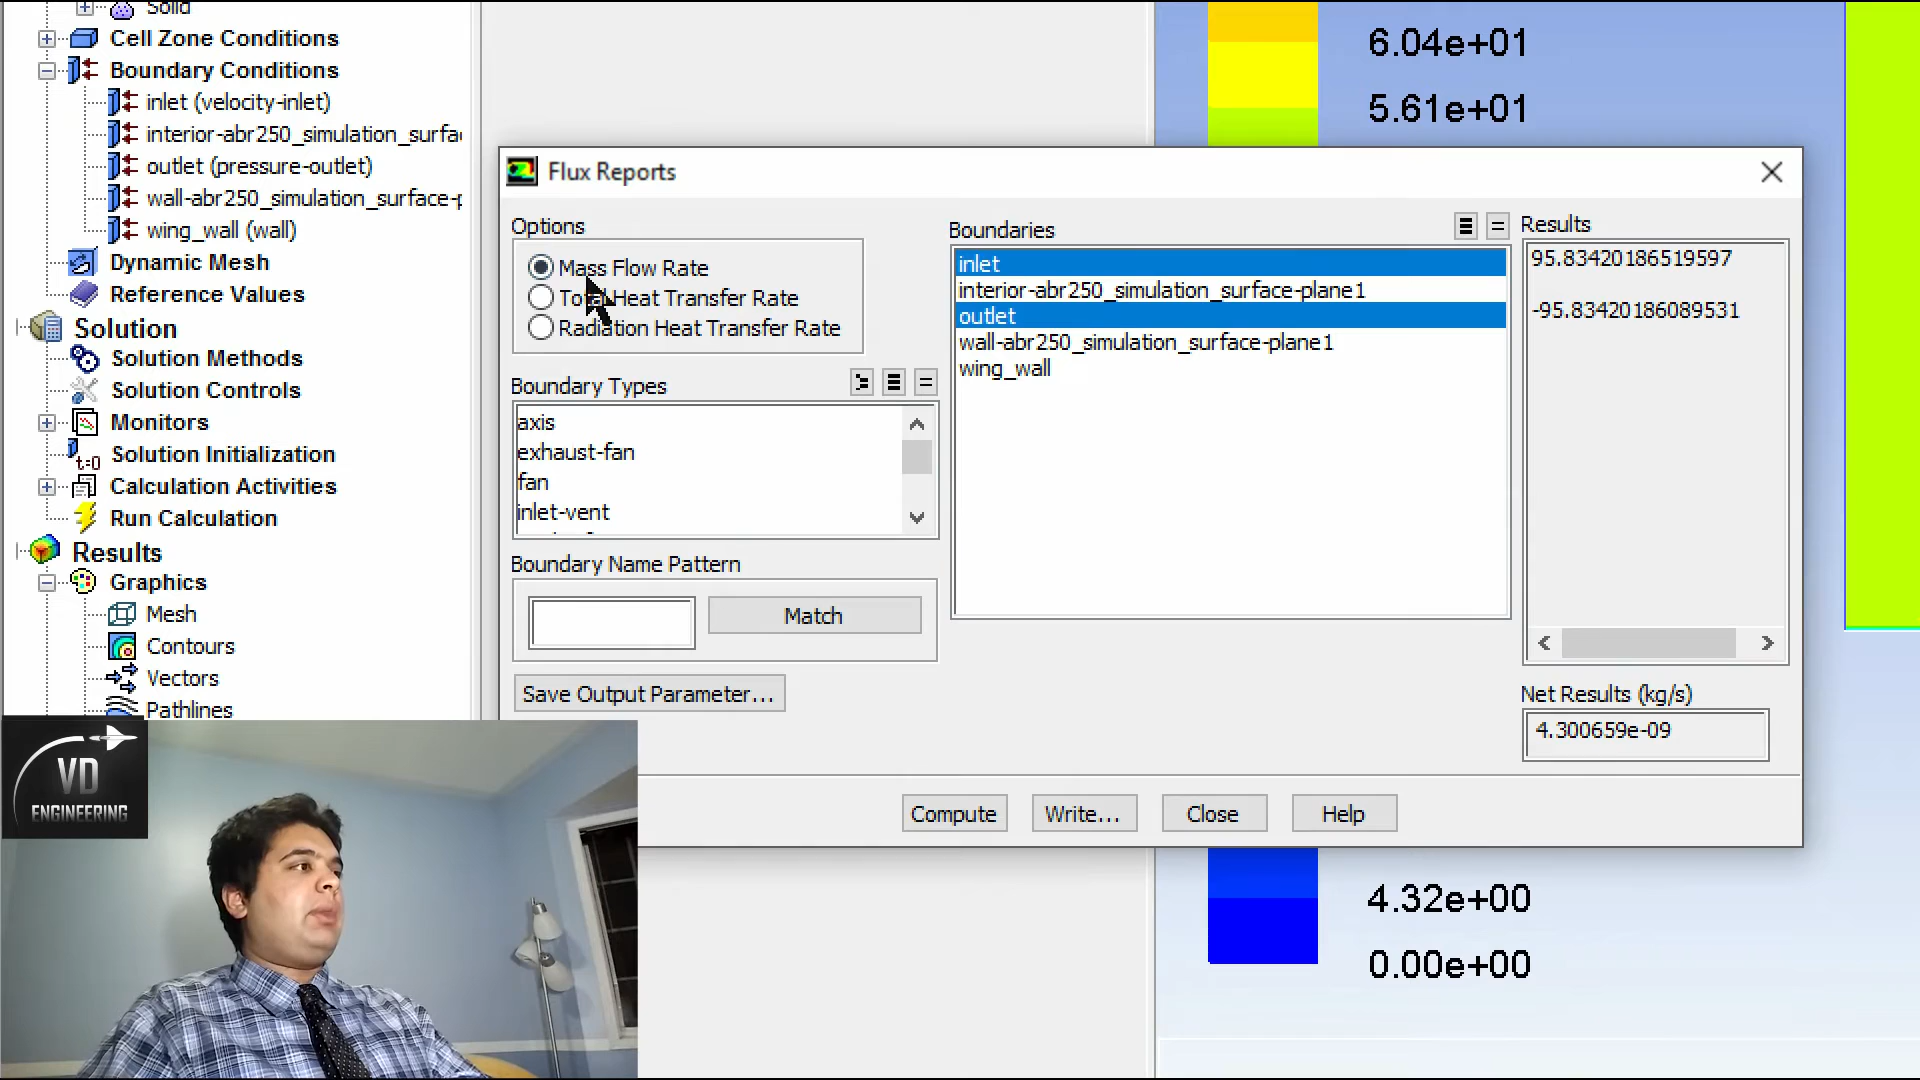 Solid
Cell Zone Conditions
Boundary Conditions
inlet (velocity-inlet)
interior-abr250_simulation_surfa
outlet (pressure-outlet)
wall-abr250_simulation_surface-p
wing_wall (wall)
Dynamic Mesh
Reference Values
Solution
Solution Methods
Solution Controls
Monitors
t=0 Solution Initialization
Calculation Activities
Run Calculation
Results
Graphics
Mesh
Contours
Vectors
Pathlines
VD
ENGINEERING
6.04e+01
5.61e+01
Flux Reports
Options
Mass Flow Rate
Total Heat Transfer Rate
Radiation Heat Transfer Rate
Boundary Types
axis
exhaust-fan
fan
inlet-vent
Boundary Name Pattern
Match
Save Output Parameter...
Boundaries
inlet
interior-abr250_simulation_surface-plane1
outlet
wall-abr250_simulation_surface-plane1
wing_wall
Results
95.83420186519597
-95.83420186089531
Net Results (kg/s)
4.300659e-09
Compute Write... Close Help
4.32e+00
0.00e+00